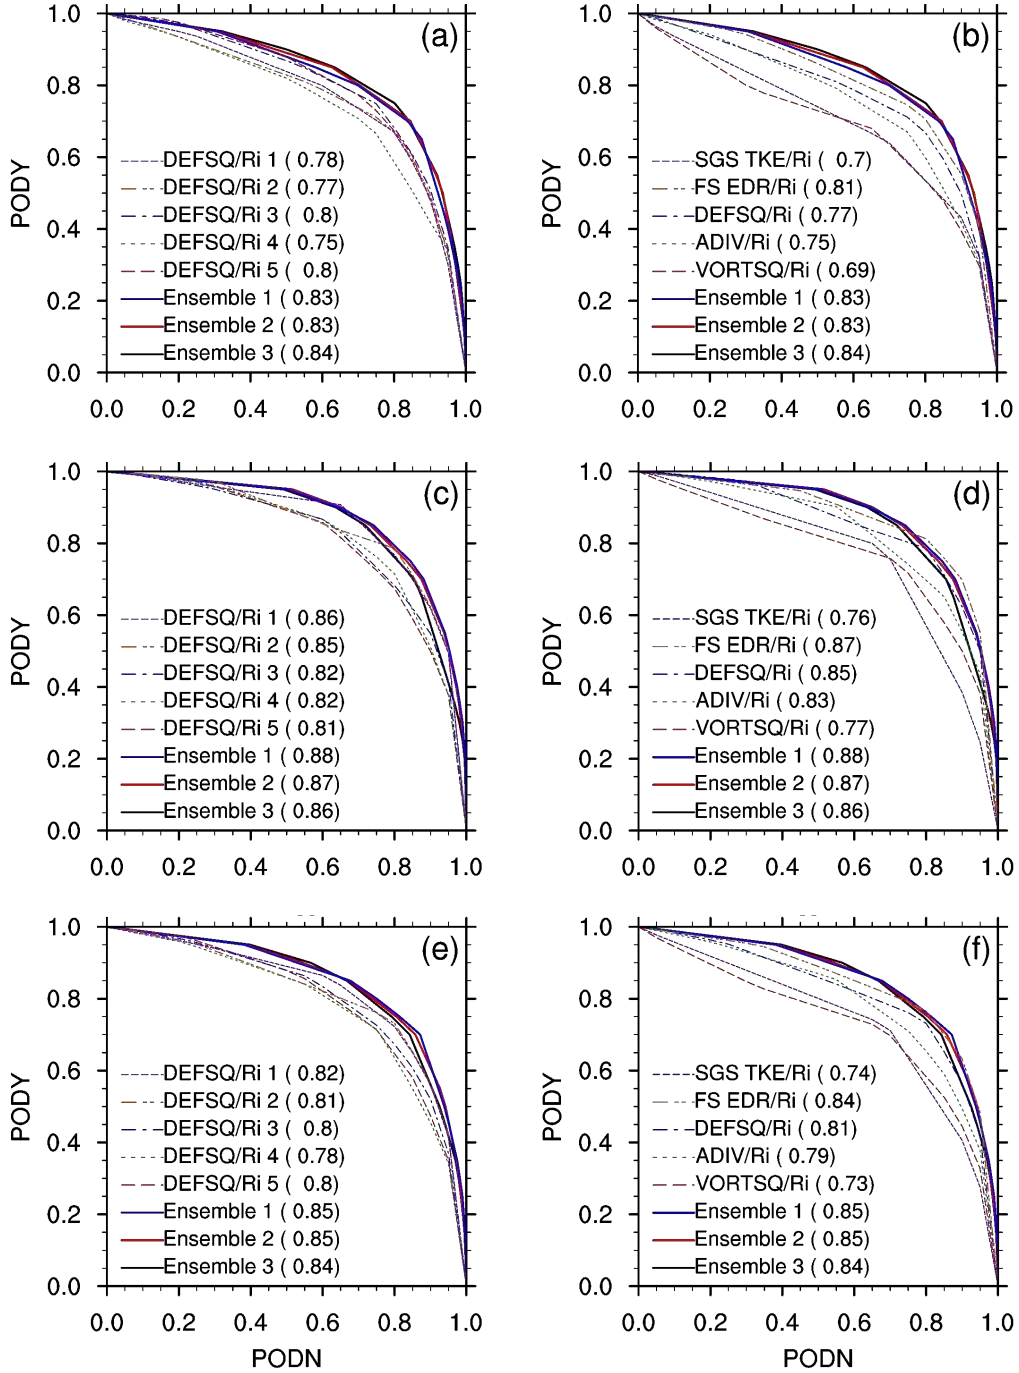 (a)
PODY
1.0
0.8
0.6
0.4
0.2
0.0
DEFSQ/Ri 1 ( 0.78)
DEFSQ/Ri 2 ( 0.77)
DEFSQ/Ri 3 ( 0.8)
DEFSQ/Ri 4 ( 0.75)
DEFSQ/Ri 5 ( 0.8)
Ensemble 1 ( 0.83)
Ensemble 2 ( 0.83)
Ensemble 3 ( 0.84)
0.0 0.2 0.4 0.6 0.8 1.0
(b)
PODY
1.0
0.8
0.6
0.4
0.2
0.0
SGS TKE/Ri ( 0.7)
FS EDR/Ri ( 0.81)
DEFSQ/Ri ( 0.77)
ADIV/Ri ( 0.75)
VORTSQ/Ri ( 0.69)
Ensemble 1 ( 0.83)
Ensemble 2 ( 0.83)
Ensemble 3 ( 0.84)
0.0 0.2 0.4 0.6 0.8 1.0
(c)
PODY
1.0
0.8
0.6
0.4
0.2
0.0
DEFSQ/Ri 1 ( 0.86)
DEFSQ/Ri 2 ( 0.85)
DEFSQ/Ri 3 ( 0.82)
DEFSQ/Ri 4 ( 0.82)
DEFSQ/Ri 5 ( 0.81)
Ensemble 1 ( 0.88)
Ensemble 2 ( 0.87)
Ensemble 3 ( 0.86)
0.0 0.2 0.4 0.6 0.8 1.0
(d)
PODY
1.0
0.8
0.6
0.4
0.2
0.0
SGS TKE/Ri ( 0.76)
FS EDR/Ri ( 0.87)
DEFSQ/Ri ( 0.85)
ADIV/Ri ( 0.83)
VORTSQ/Ri ( 0.77)
Ensemble 1 ( 0.88)
Ensemble 2 ( 0.87)
Ensemble 3 ( 0.86)
0.0 0.2 0.4 0.6 0.8 1.0
(e)
PODY
1.0
0.8
0.6
0.4
0.2
0.0
DEFSQ/Ri 1 ( 0.82)
DEFSQ/Ri 2 ( 0.81)
DEFSQ/Ri 3 ( 0.8)
DEFSQ/Ri 4 ( 0.78)
DEFSQ/Ri 5 ( 0.8)
Ensemble 1 ( 0.85)
Ensemble 2 ( 0.85)
Ensemble 3 ( 0.84)
0.0 0.2 0.4 0.6 0.8 1.0
PODN
(f)
PODY
1.0
0.8
0.6
0.4
0.2
0.0
SGS TKE/Ri ( 0.74)
FS EDR/Ri ( 0.84)
DEFSQ/Ri ( 0.81)
ADIV/Ri ( 0.79)
VORTSQ/Ri ( 0.73)
Ensemble 1 ( 0.85)
Ensemble 2 ( 0.85)
Ensemble 3 ( 0.84)
0.0 0.2 0.4 0.6 0.8 1.0
PODN